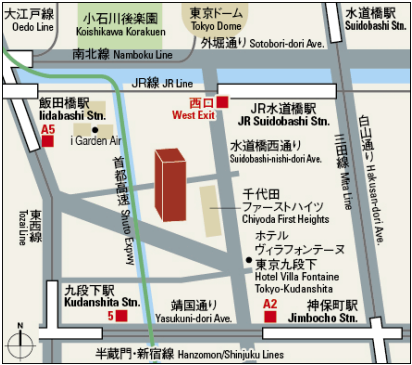 大江戸線
Oedo Line
小石川後楽園
Koishikawa Korakuen
東京ドーム
Tokyo Dome
水道橋駅
Suidobashi Stn.
外堀通り Sotobori-dori Ave.
南北線 Namboku Line
JR線 JR Line
飯田橋駅
Iidabashi Stn.
A5
i Garden Air
西口
West Exit
JR水道橋駅
JR Suidobashi Stn.
水道橋西通り
Suidobashi-nishi-dori Ave.
白山通り Hakusan-dori Ave.
三田線 Mita Line
首都高速 Shuto Expwy
千代田
ファーストハイツ
Chiyoda First Heights
東西線
Tozai Line
ホテル
ヴィラフォンテーヌ
東京九段下
Hotel Villa Fontaine
Tokyo-Kudanshita
九段下駅
Kudanshita Stn.
5
靖国通り
Yasukuni-dori Ave.
A2
神保町駅
Jimbocho Stn.
N
半蔵門・新宿線 Hanzomon/Shinjuku Lines